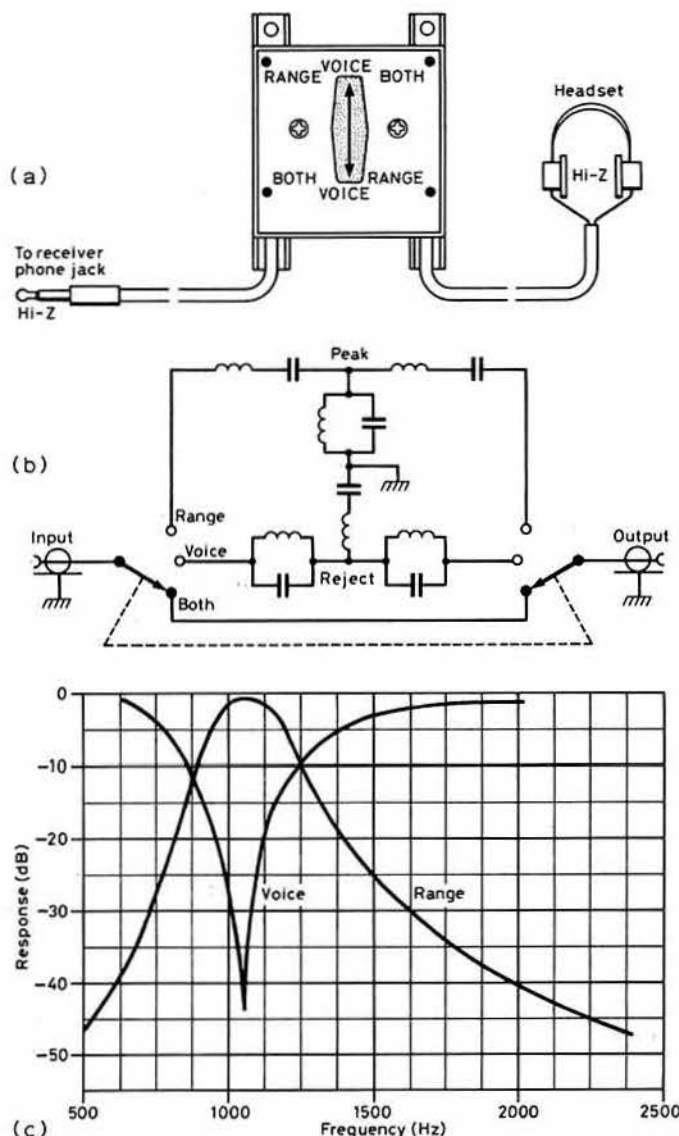 (a)
RANGE VOICE BOTH
BOTH VOICE RANGE
Headset
Hi-Z
To receiver
phone jack
Hi-Z
(b)
Peak
Range
Input
Voice
Reject
Both
Output
(c)
Response (dB)
0
-10
-20
-30
-40
-50
Voice
Range
500 1000 1500 2000 2500
Frequency (Hz)